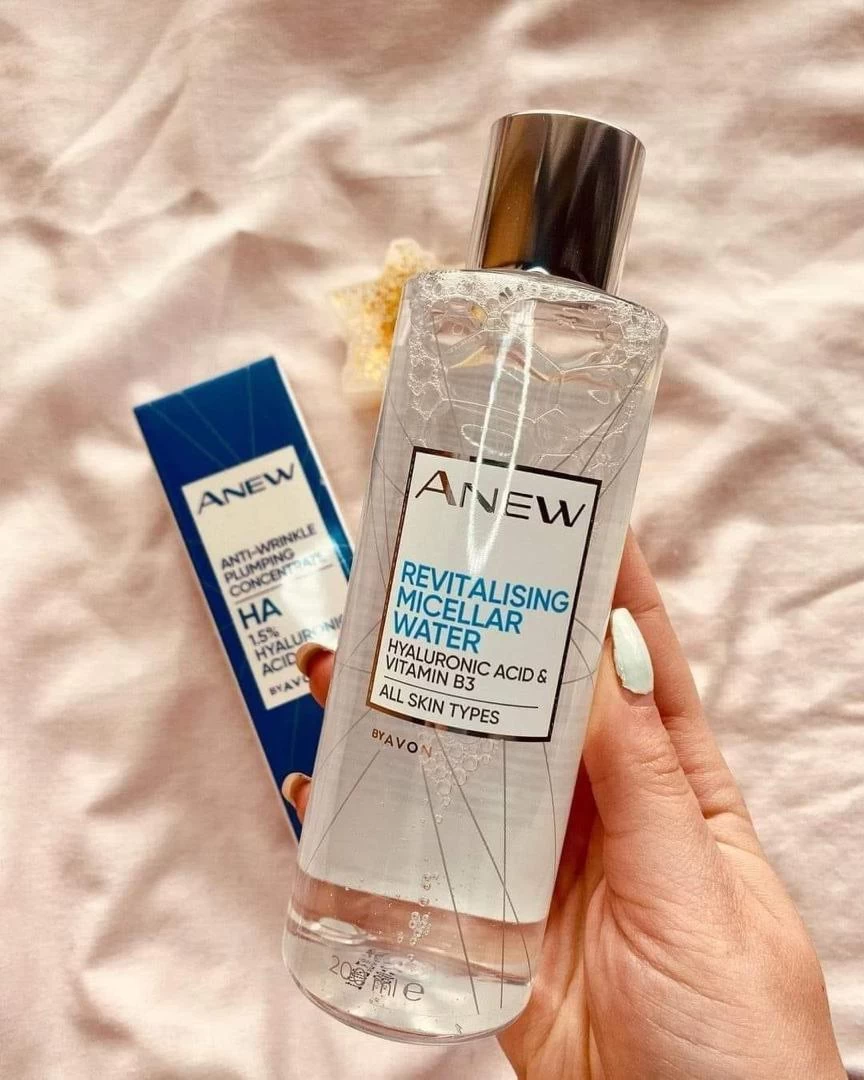 ANEW
REVITALISING
MICELLAR
WATER
HYALURONIC ACID &
VITAMIN B3
ALL SKIN TYPES
BY AVON
200 ml e
ANEW
ANTI-WRINKLE
PLUMPING
CONCENTRATE
HA
1.5%
HYALURONIC
ACID
BY AVO